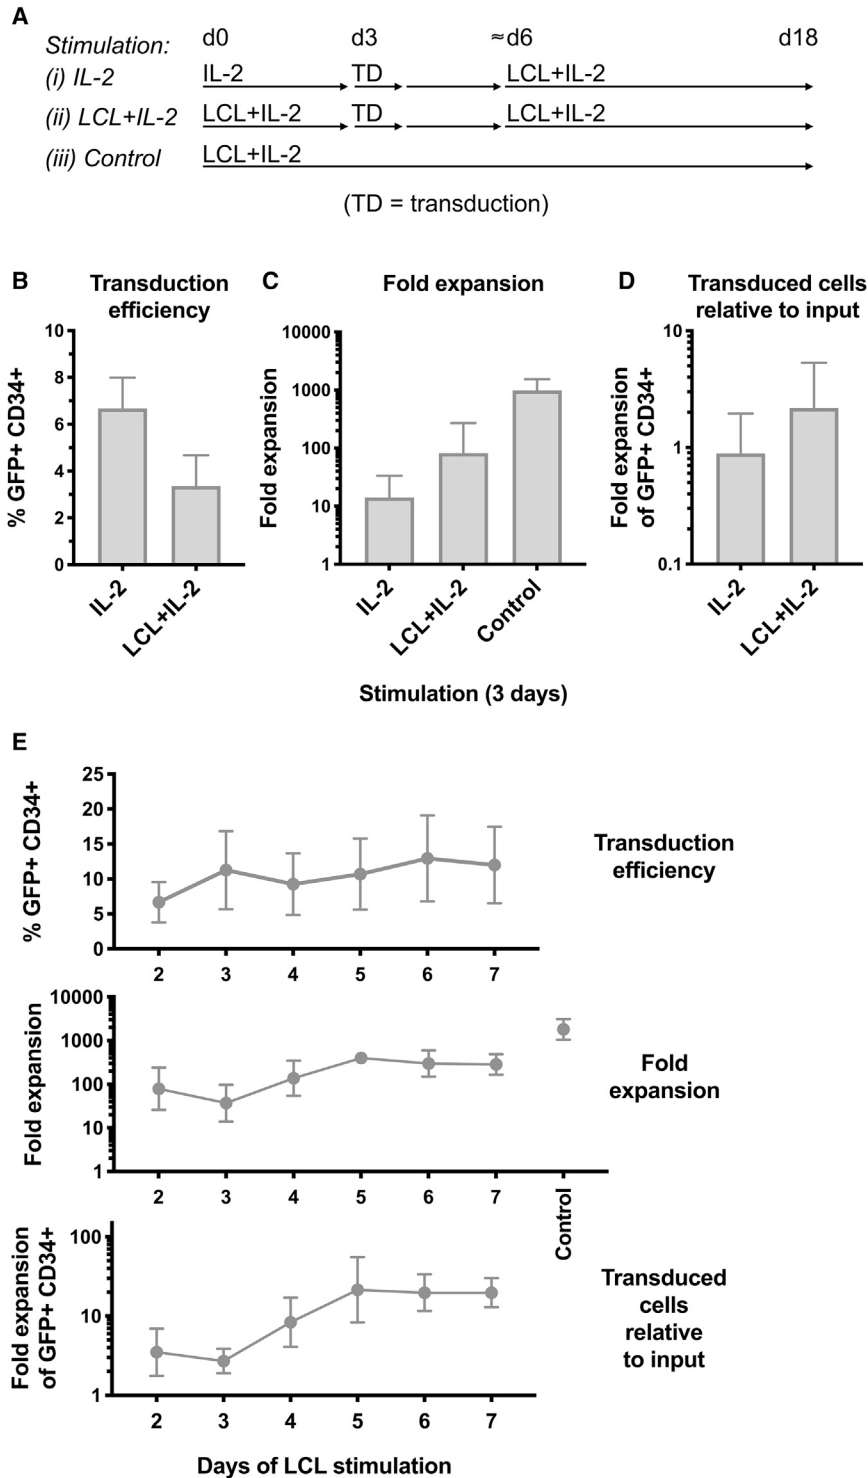 A
Stimulation: d0 d3 ≈d6 d18
(i) IL-2 IL-2 TD LCL+IL-2
(ii) LCL+IL-2 LCL+IL-2 TD LCL+IL-2
(iii) Control LCL+IL-2
(TD = transduction)
B
Transduction
efficiency
% GFP+ CD34+
10
8
6
4
2
0
IL-2
LCL+IL-2
C
Fold expansion
Fold expansion
10000
1000
100
10
1
IL-2
LCL+IL-2
Control
D
Transduced cells
relative to input
Fold expansion
of GFP+ CD34+
10
1
0.1
IL-2
LCL+IL-2
Stimulation (3 days)
E
% GFP+ CD34+
25
20
15
10
5
0
2 3 4 5 6 7
Transduction
efficiency
Fold expansion
10000
1000
100
10
1
2 3 4 5 6 7 Control
Fold
expansion
Fold expansion
of GFP+ CD34+
100
10
1
2 3 4 5 6 7
Transduced
cells
relative
to input
Days of LCL stimulation